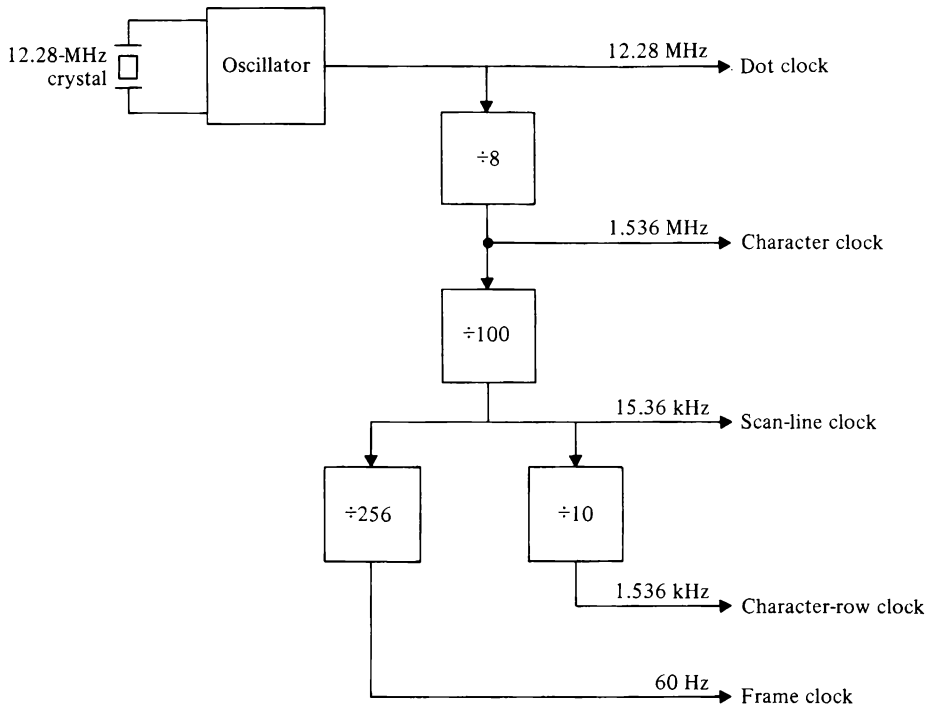 12.28-MHz
crystal
Oscillator
12.28 MHz
Dot clock
÷8
1.536 MHz
Character clock
÷100
15.36 kHz
Scan-line clock
÷256
÷10
1.536 kHz
Character-row clock
60 Hz
Frame clock